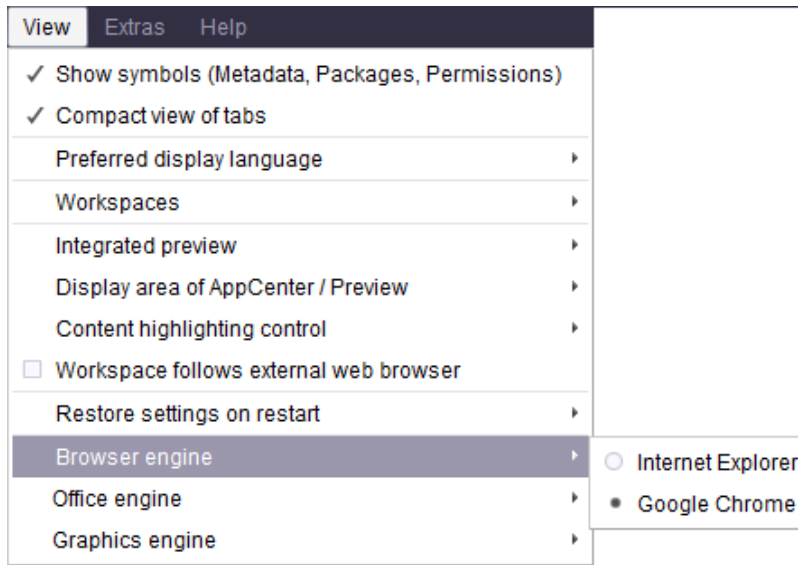 View Extras Help
Show symbols (Metadata, Packages, Permissions)
Compact view of tabs
Preferred display language
Workspaces
Integrated preview
Display area of AppCenter / Preview
Content highlighting control
Workspace follows external web browser
Restore settings on restart
Browser engine
Internet Explorer
Google Chrome
Office engine
Graphics engine